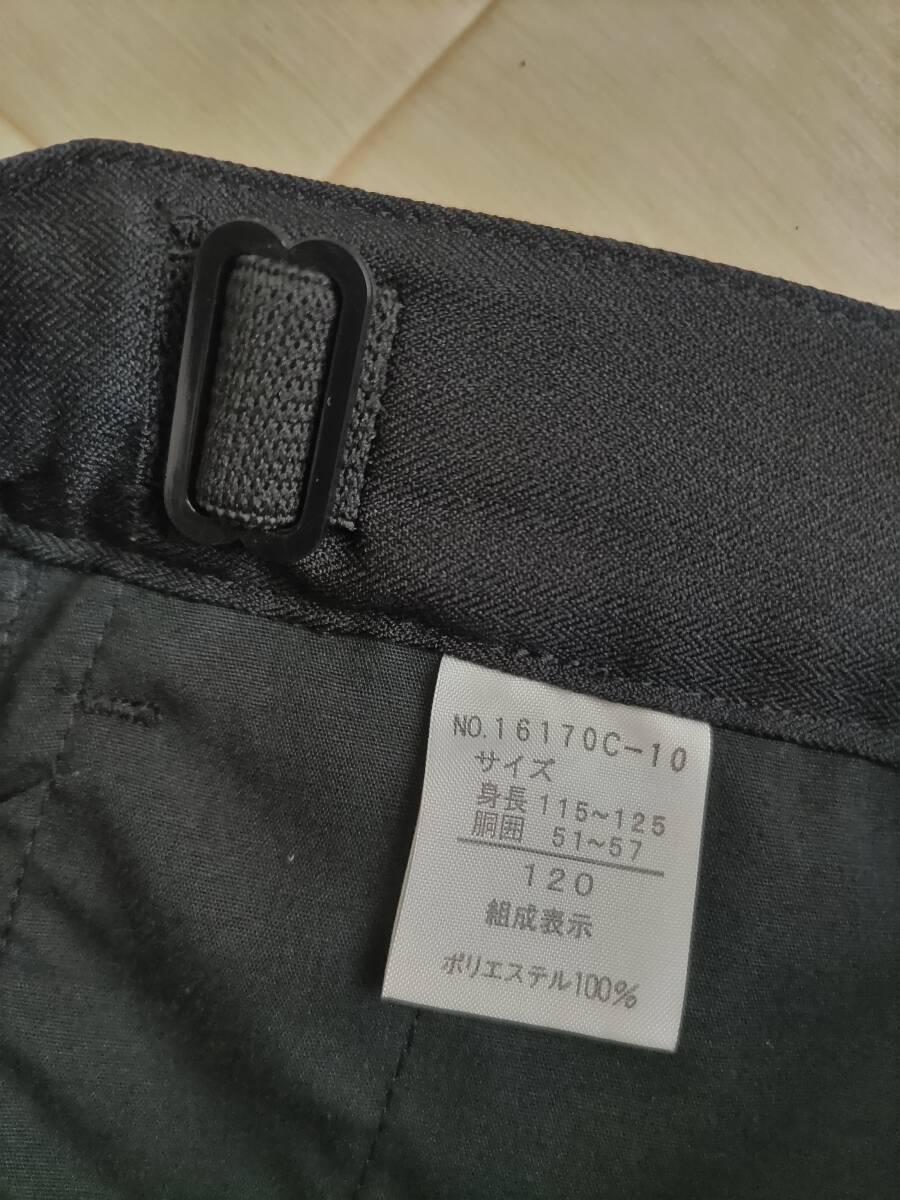 NO.16170C-10
サイズ
身長 115~125
胴囲 51~57
120
組成表示
ポリエステル100%